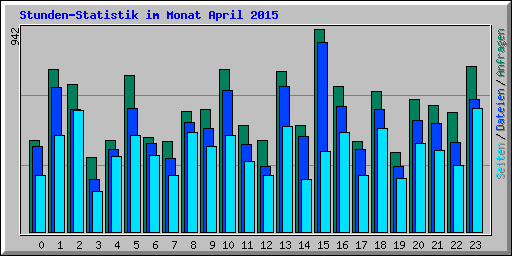 Stunden-Statistik im Monat April 2015
942
Seiten / Dateien / Anfragen
0 1 2 3 4 5 6 7 8 9 10 11 12 13 14 15 16 17 18 19 20 21 22 23